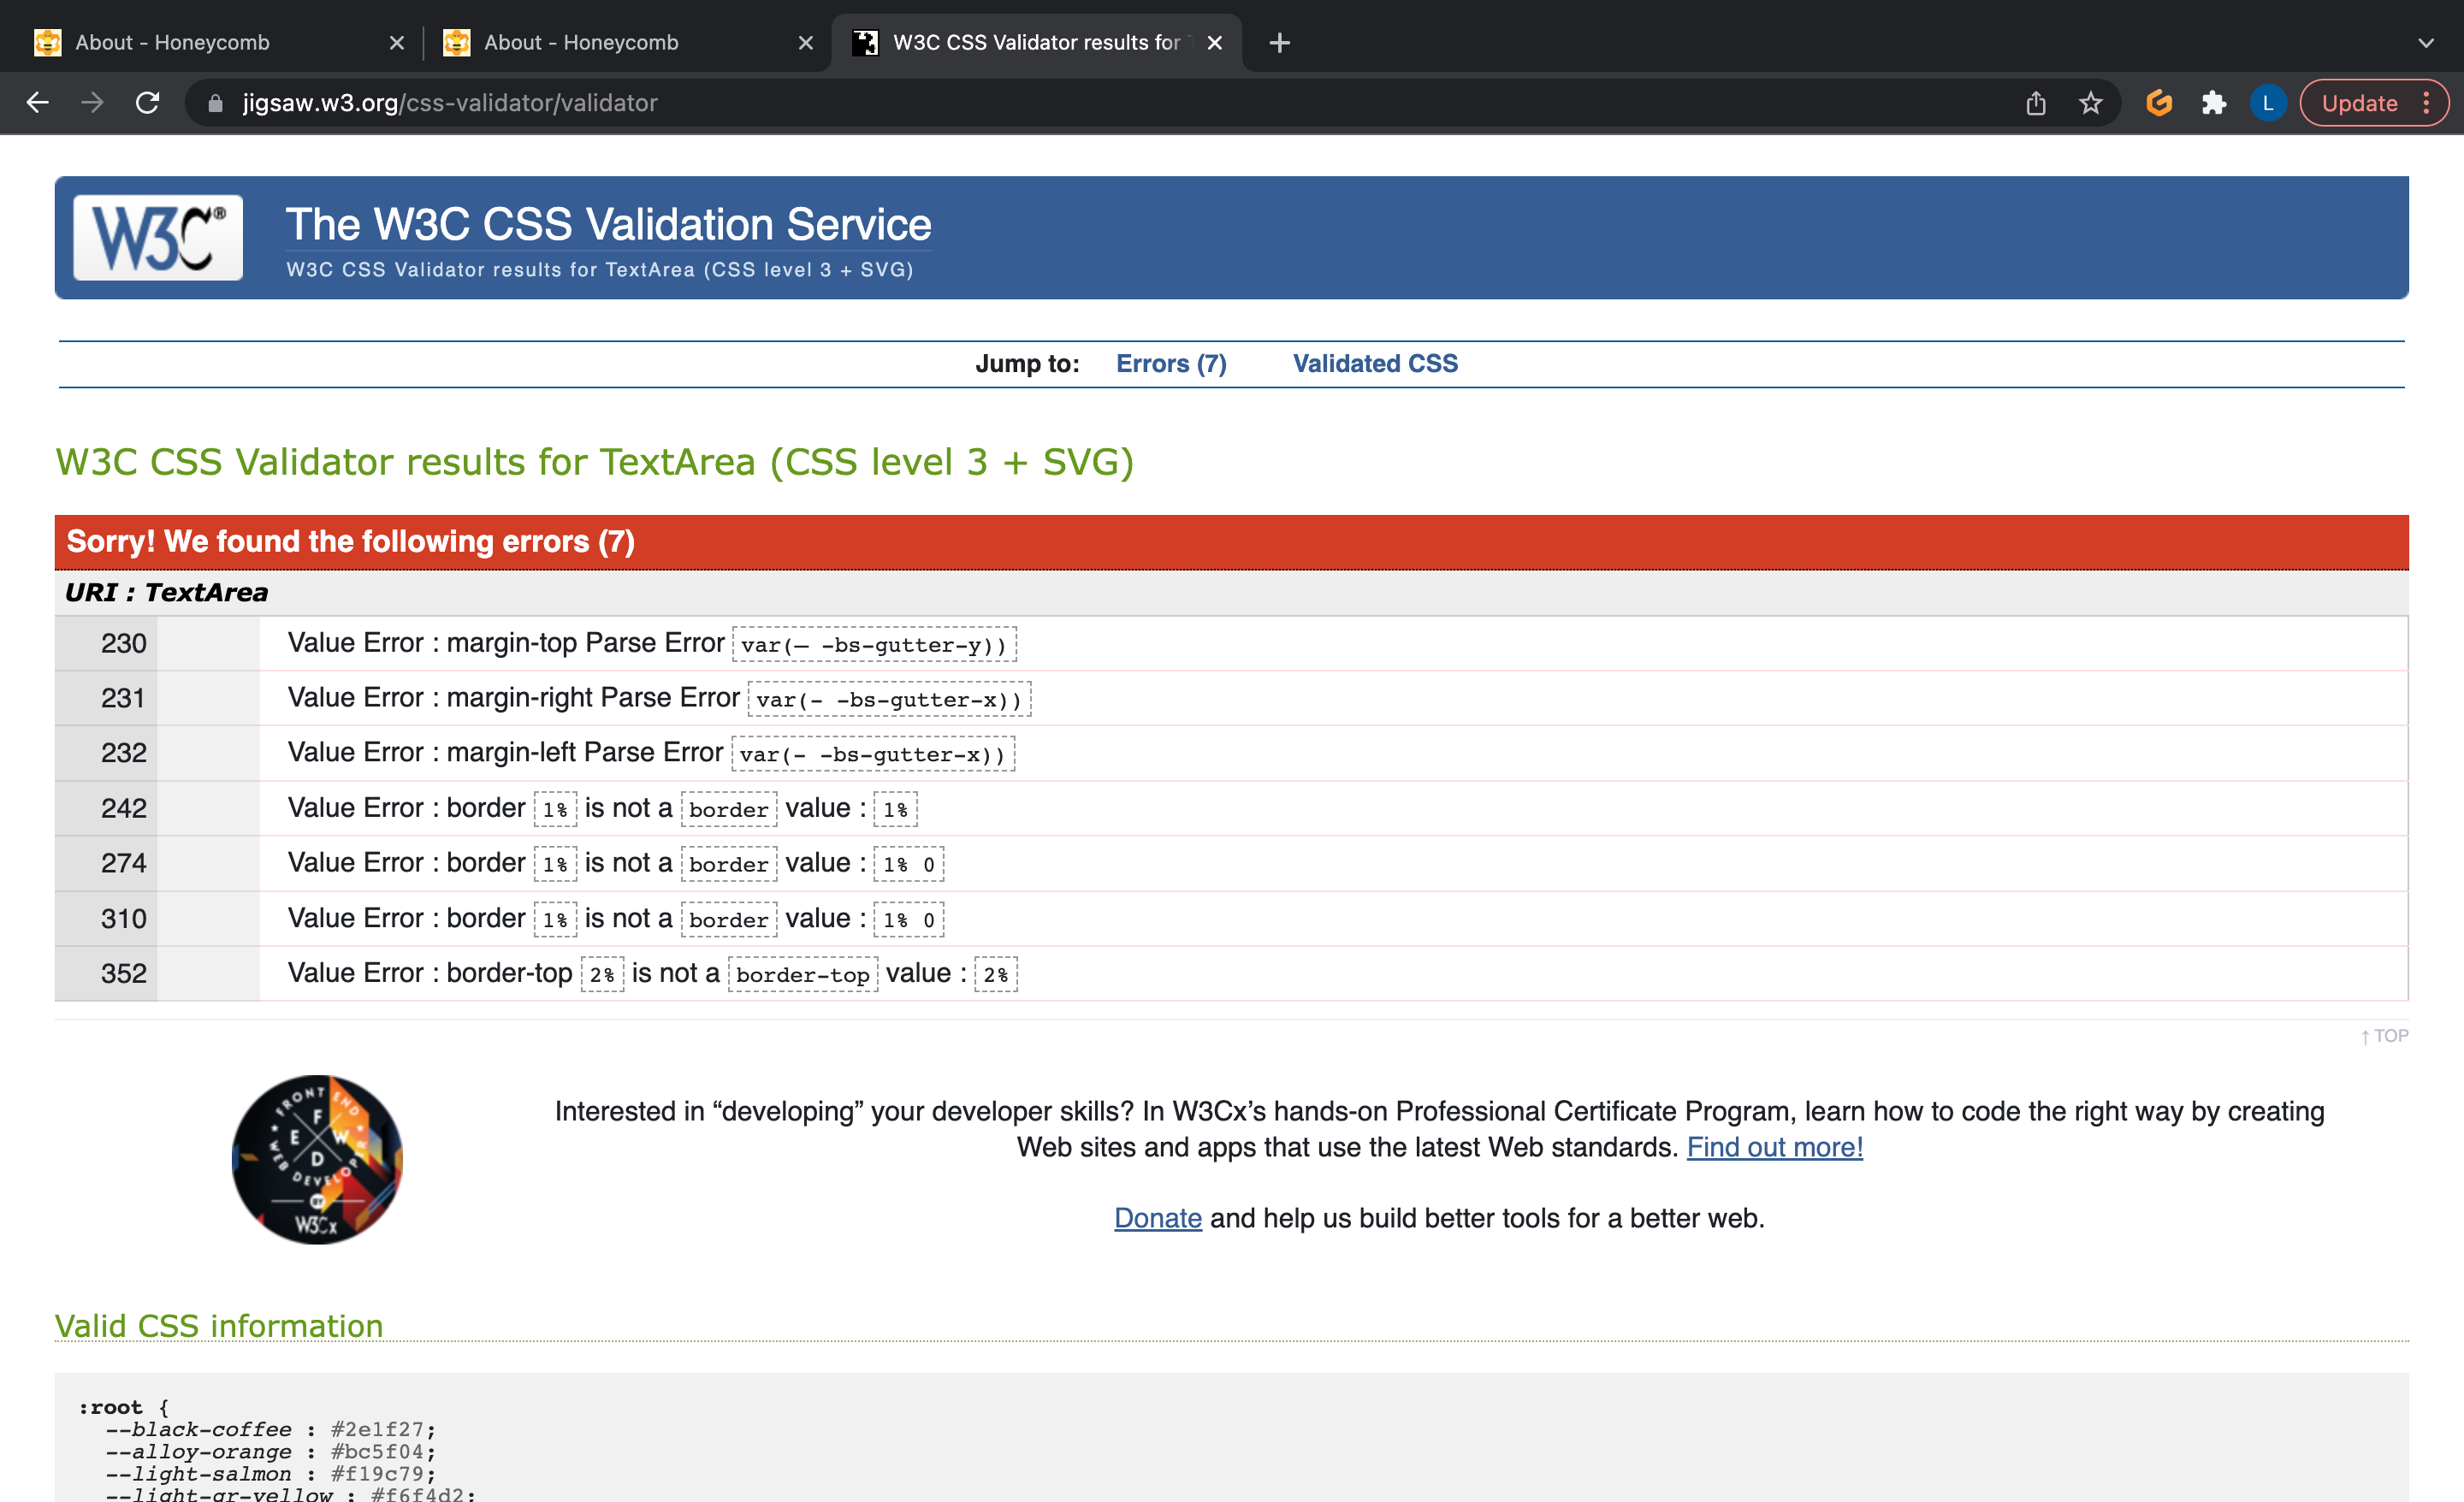 About - Honeycomb
About - Honeycomb
W3C CSS Validator results for
jigsaw.w3.org/css-validator/validator
L
Update
W3C®
The W3C CSS Validation Service
W3C CSS Validator results for TextArea (CSS level 3 + SVG)
Jump to: Errors (7) Validated CSS
W3C CSS Validator results for TextArea (CSS level 3 + SVG)
Sorry! We found the following errors (7)
URI : TextArea
230 Value Error : margin-top Parse Error var(— -bs-gutter-y))
231 Value Error : margin-right Parse Error var(- -bs-gutter-x))
232 Value Error : margin-left Parse Error var(- -bs-gutter-x))
242 Value Error : border 1% is not a border value : 1%
274 Value Error : border 1% is not a border value : 1% 0
310 Value Error : border 1% is not a border value : 1% 0
352 Value Error : border-top 2% is not a border-top value : 2%
↑ TOP
FRONT END
F E W D
WEB DEVELOPER
BY
W3Cx
Interested in “developing” your developer skills? In W3Cx’s hands-on Professional Certificate Program, learn how to code the right way by creating
Web sites and apps that use the latest Web standards. Find out more!
Donate and help us build better tools for a better web.
Valid CSS information
:root {
--black-coffee : #2e1f27;
--alloy-orange : #bc5f04;
--light-salmon : #f19c79;
--light-gr-yellow : #f6f4d2;